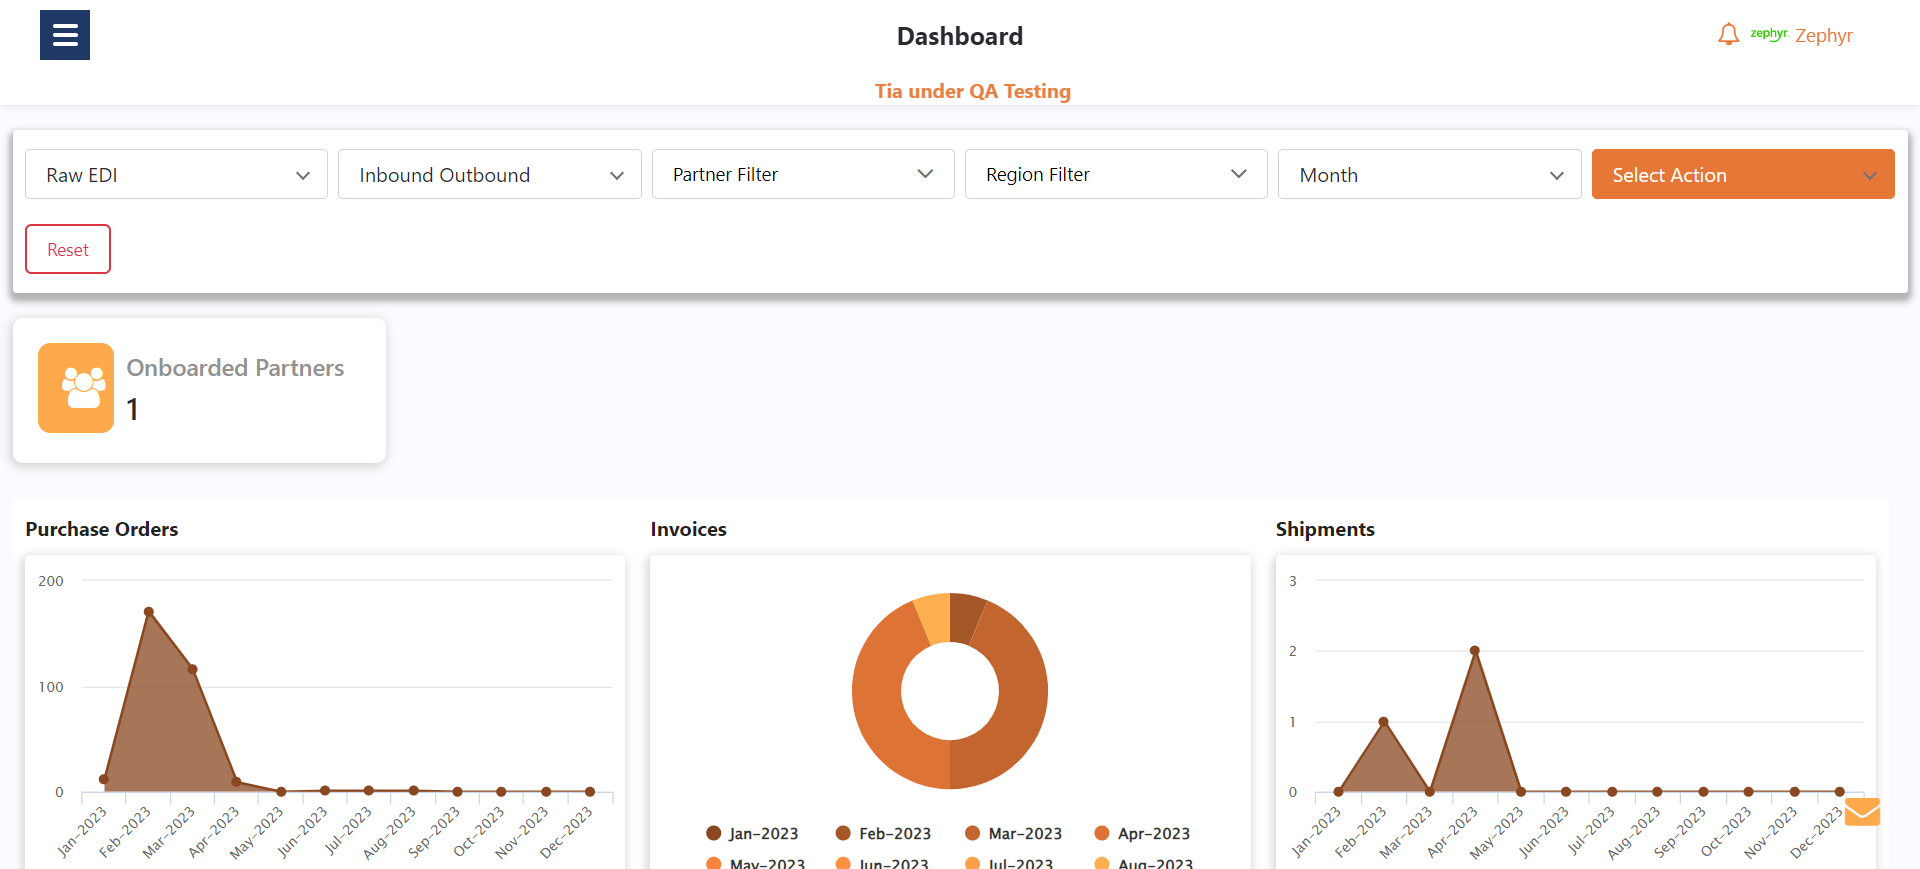 Dashboard
zephyr Zephyr
Tia under QA Testing
Raw EDI
Inbound Outbound
Partner Filter
Region Filter
Month
Select Action
Reset
Onboarded Partners
1
Purchase Orders
200
100
0
Jan-2023
Feb-2023
Mar-2023
Apr-2023
May-2023
Jun-2023
Jul-2023
Aug-2023
Sep-2023
Oct-2023
Nov-2023
Dec-2023
Invoices
Jan-2023
Feb-2023
Mar-2023
Apr-2023
May-2023
Jun-2023
Jul-2023
Aug-2023
Shipments
3
2
1
0
Jan-2023
Feb-2023
Mar-2023
Apr-2023
May-2023
Jun-2023
Jul-2023
Aug-2023
Sep-2023
Oct-2023
Nov-2023
Dec-2023